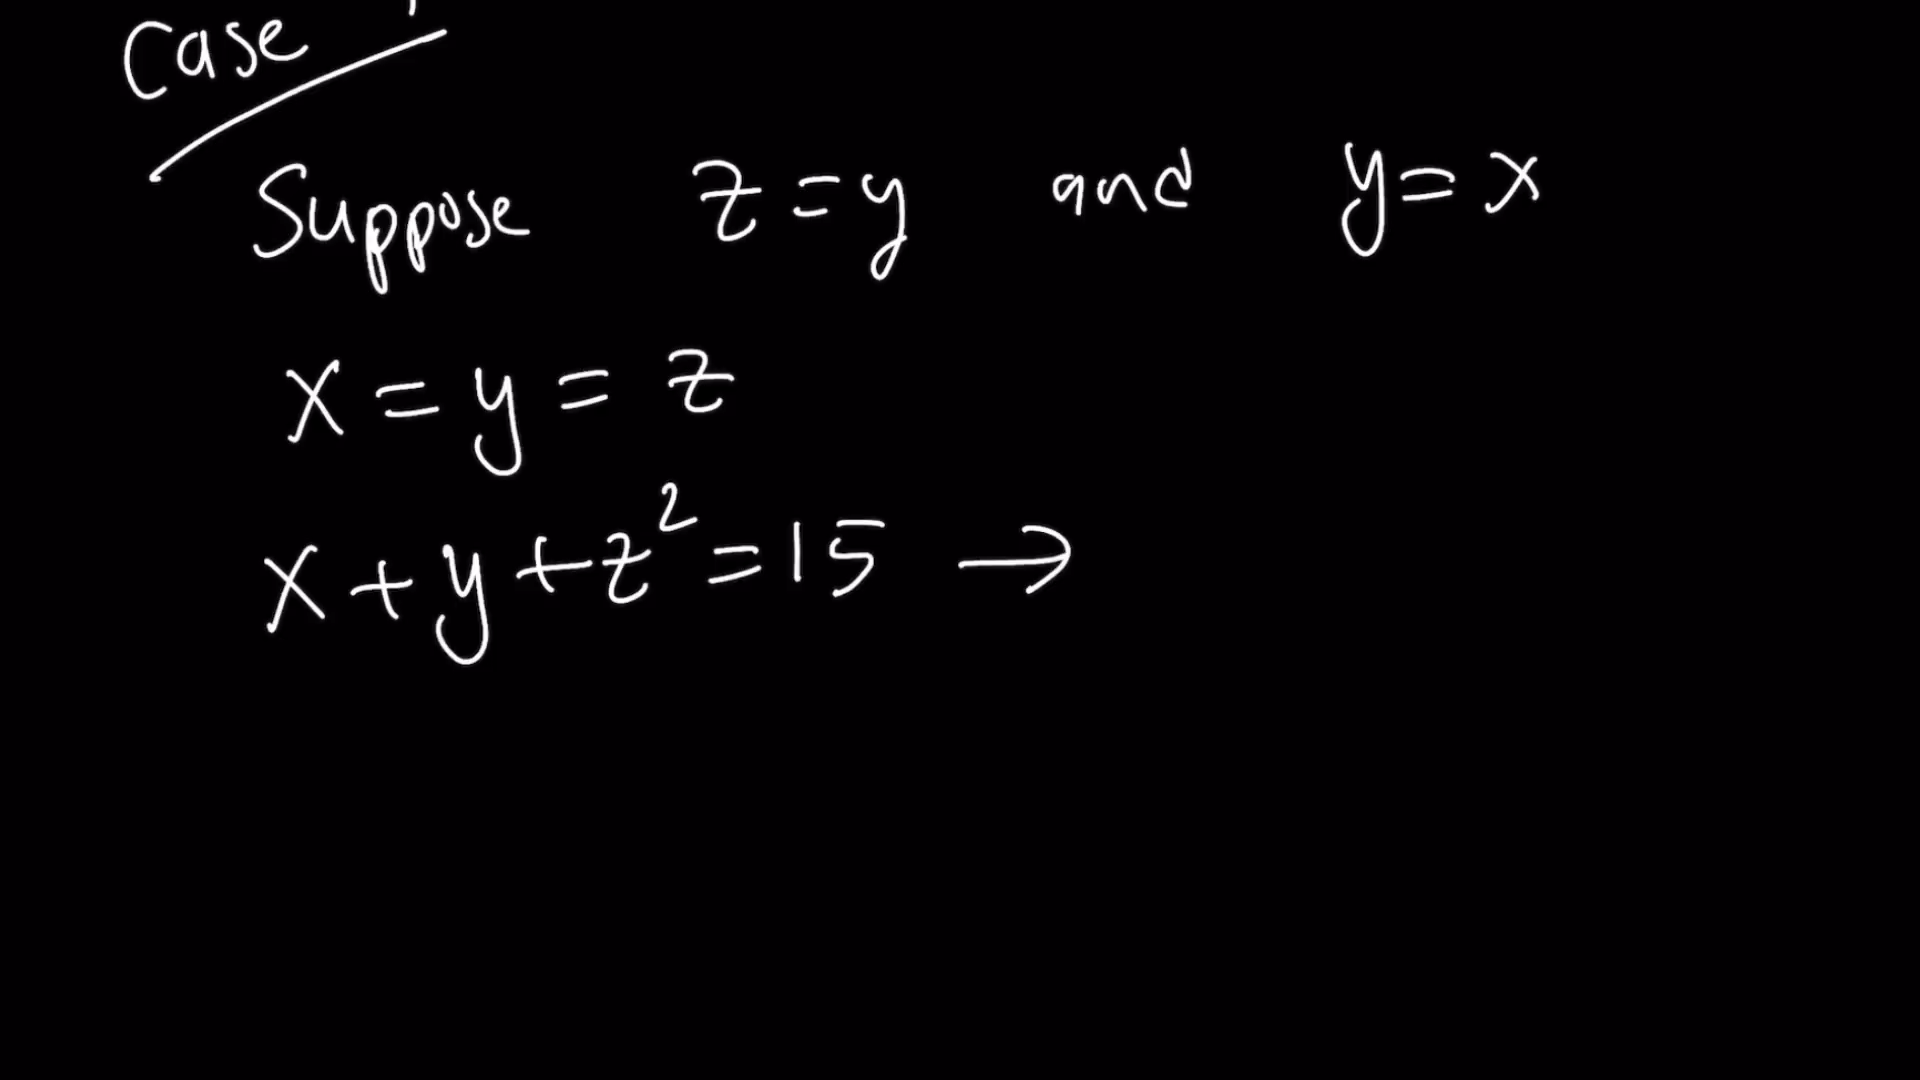 Case
Suppose z = y and y = x
x = y = z
x + y + z² = 15 →